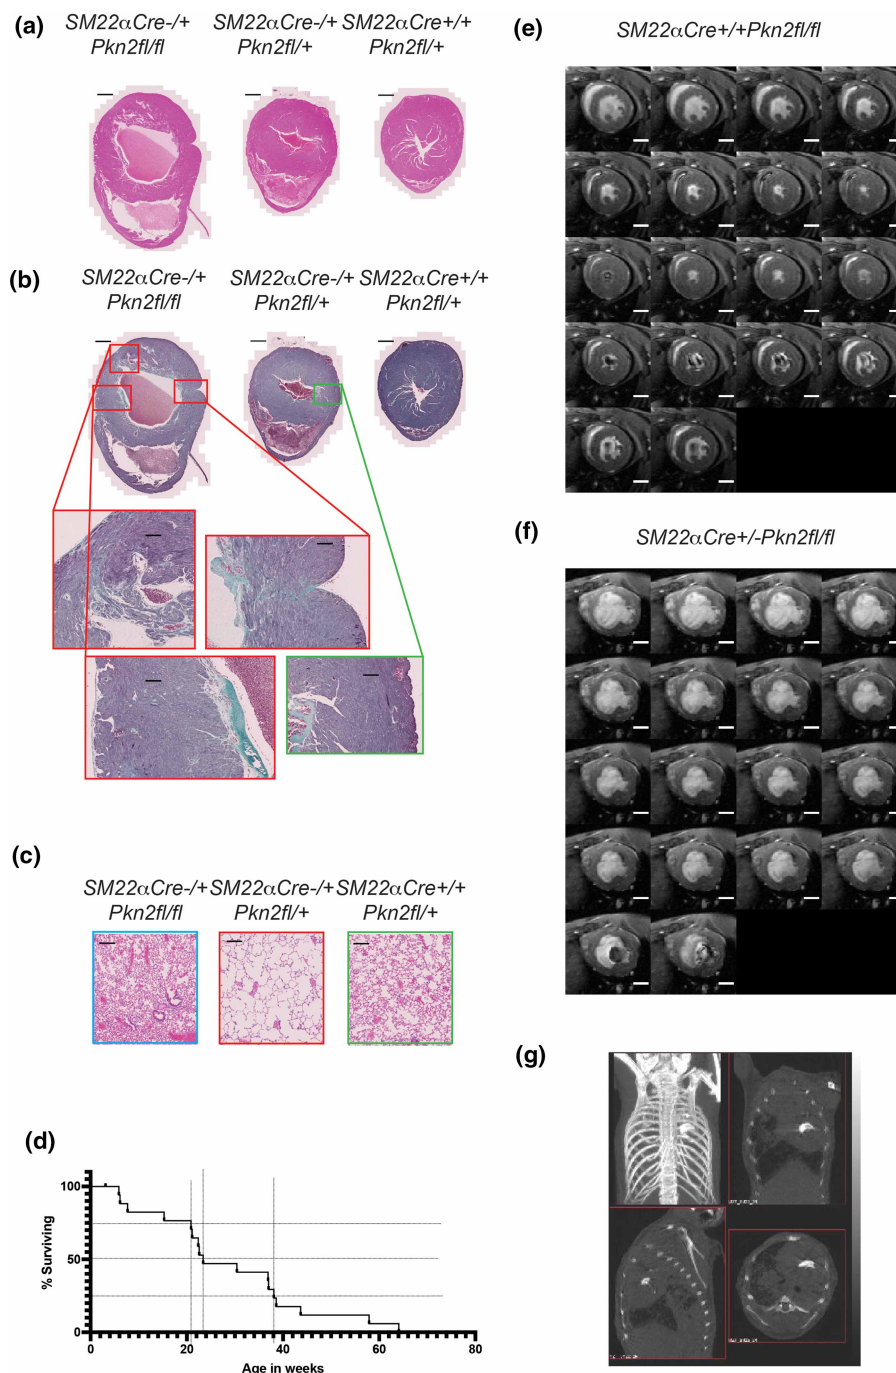 (a)
SM22αCre-/+ SM22αCre-/+ SM22αCre+/+
Pkn2fl/fl Pkn2fl/+ Pkn2fl/+
(b)
SM22αCre-/+ SM22αCre-/+ SM22αCre+/+
Pkn2fl/fl Pkn2fl/+ Pkn2fl/+
(c)
SM22αCre-/+ SM22αCre-/+ SM22αCre+/+
Pkn2fl/fl Pkn2fl/+ Pkn2fl/+
(d)
% Surviving
100
50
0
0 20 40 60 80
Age in weeks
(e)
SM22αCre+/+Pkn2fl/fl
(f)
SM22αCre+/-Pkn2fl/fl
(g)